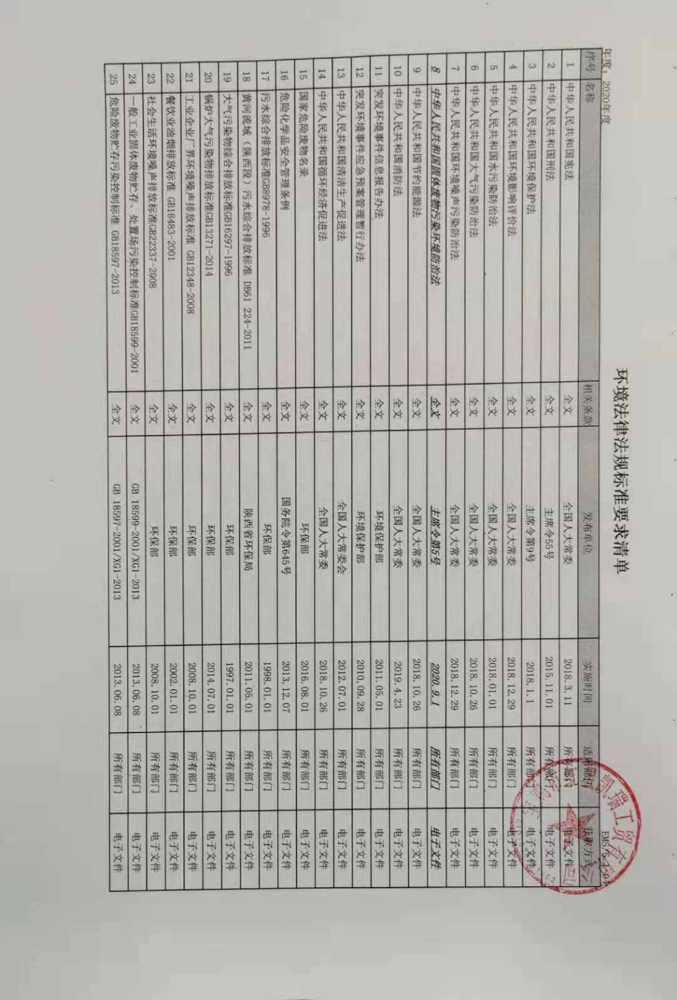 环境法律法规标准要求清单
年度：2020年度
序号 名称 相关条款 发布单位 实施时间 适用部门 获取方式
1 中华人民共和国宪法 全文 全国人大常委 2018.3.11 所有部门 电子文件
2 中华人民共和国刑法 全文 主席令55号 2015.11.01 所有部门 电子文件
3 中华人民共和国环境保护法 全文 主席令第9号 2018.1.1 所有部门 电子文件
4 中华人民共和国环境影响评价法 全文 全国人大常委 2018.12.29 所有部门 电子文件
5 中华人民共和国水污染防治法 全文 全国人大常委 2018.01.01 所有部门 电子文件
6 中华人民共和国大气污染防治法 全文 全国人大常委 2018.10.26 所有部门 电子文件
7 中华人民共和国环境噪声污染防治法 全文 全国人大常委 2018.12.29 所有部门 电子文件
8 中华人民共和国固体废物污染环境防治法 全文 主席令第5号 2020.9.1 所有部门 电子文件
9 中华人民共和国节约能源法 全文 全国人大常委 2018.10.26 所有部门 电子文件
10 中华人民共和国消防法 全文 全国人大常委 2019.4.23 所有部门 电子文件
11 突发环境事件信息报告办法 全文 环境保护部 2011.05.01 所有部门 电子文件
12 突发环境事件应急预案管理暂行办法 全文 环境保护部 2010.09.28 所有部门 电子文件
13 中华人民共和国清洁生产促进法 全文 全国人大常委会 2012.07.01 所有部门 电子文件
14 中华人民共和国循环经济促进法 全文 全国人大常委 2018.10.26 所有部门 电子文件
15 国家危险废物名录 全文 环保部 2016.08.01 所有部门 电子文件
16 危险化学品安全管理条例 全文 国务院令第645号 2013.12.07 所有部门 电子文件
17 污水综合排放标准GB8978-1996 全文 环保部 1998.01.01 所有部门 电子文件
18 黄河流域（陕西段）污水综合排放标准 DB61 224-2011 全文 陕西省环保局 2011.05.01 所有部门 电子文件
19 大气污染物综合排放标准GB16297-1996 全文 环保部 1997.01.01 所有部门 电子文件
20 锅炉大气污染物排放标准GB13271-2014 全文 环保部 2014.07.01 所有部门 电子文件
21 工业企业厂界环境噪声排放标准 GB12348-2008 全文 环保部 2008.10.01 所有部门 电子文件
22 餐饮业油烟排放标准 GB18483-2001 全文 环保部 2002.01.01 所有部门 电子文件
23 社会生活环境噪声排放标准GB22337-2008 全文 环保部 2008.10.01 所有部门 电子文件
24 一般工业固体废物贮存、处置场污染控制标准GB18599-2001 全文 GB 18599-2001/XG1-2013 2013.06.08 所有部门 电子文件
25 危险废物贮存污染控制标准 GB18597-2013 全文 GB 18597-2001/XG1-2013 2013.06.08 所有部门 电子文件
凯瑞工贸有限公司